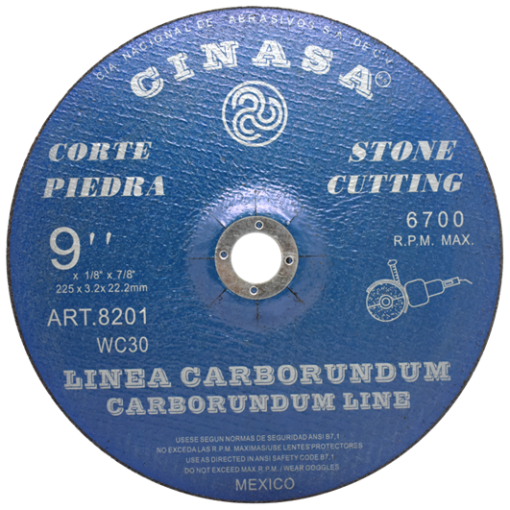 CIA. NACIONAL DE ABRASIVOS S.A. DE C.V.
CINASA®
CORTE
PIEDRA
STONE
CUTTING
9''
x 1/8" x 7/8"
225 x 3.2 x 22.2mm
6700
R.P.M. MAX.
ART.8201
WC30
LINEA CARBORUNDUM
CARBORUNDUM LINE
USESE SEGUN NORMAS DE SEGURIDAD ANSI B7,1
NO EXCEDA LAS R.P.M. MAXIMAS/USE LENTES PROTECTORES
USE AS DIRECTED IN ANSI SAFETY CODE B7.1
DO NOT EXCEED MAX R.P.M. / WEAR GOGGLES
MEXICO